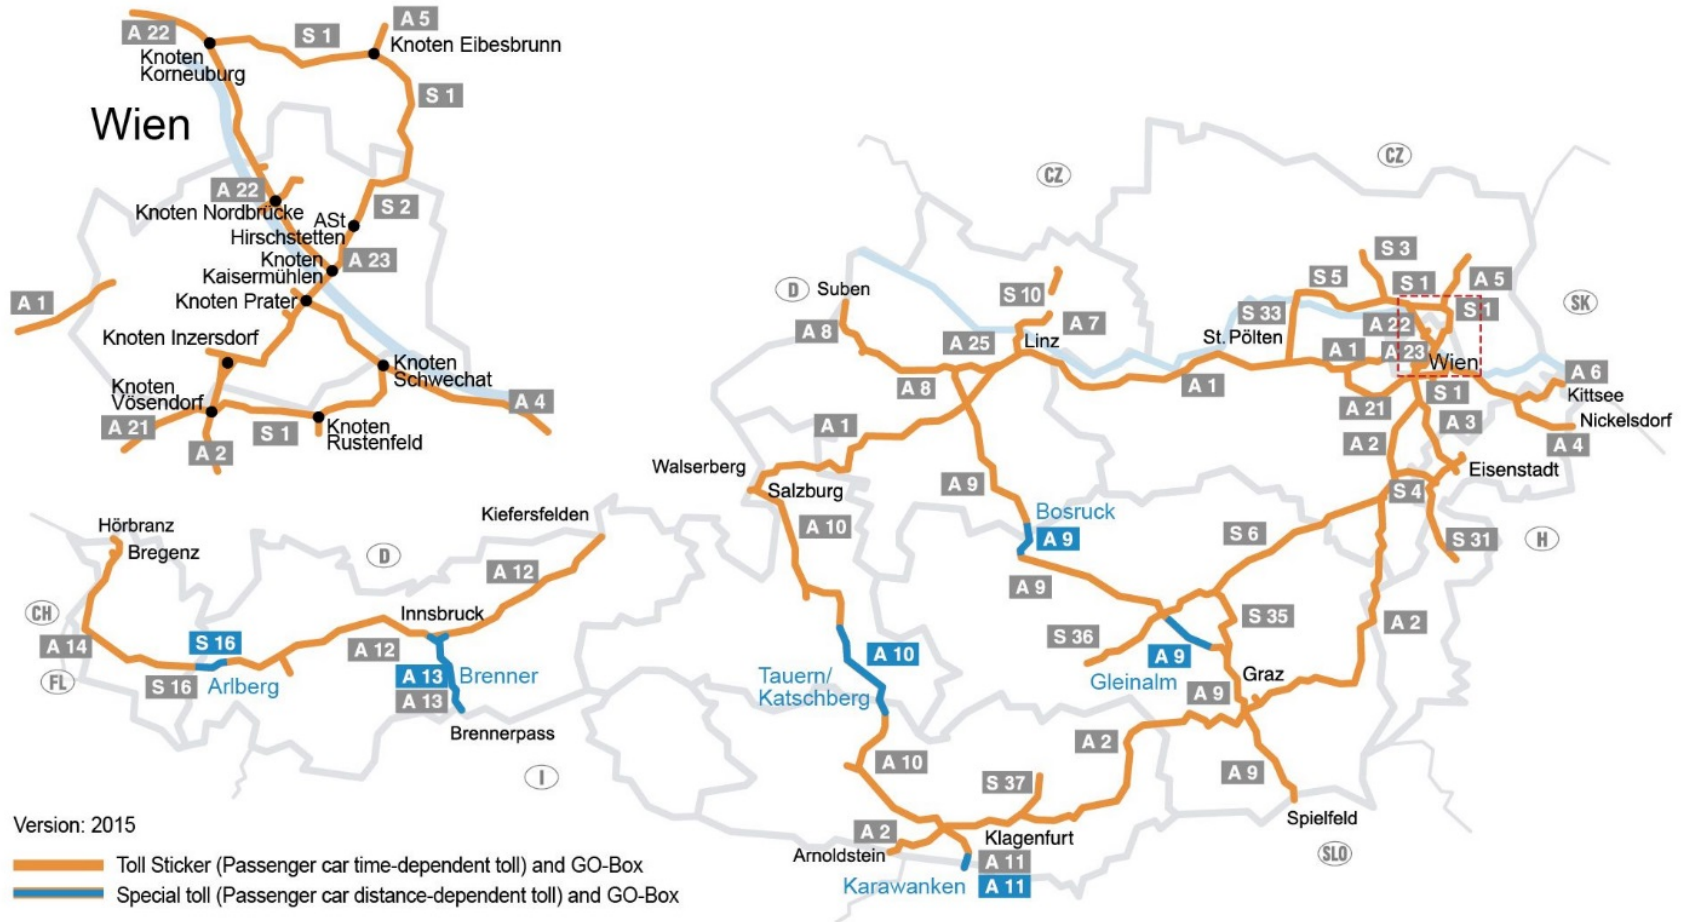 A 22
S 1
A 5
Knoten
Korneuburg
Knoten Eibesbrunn
S 1
Wien
A 22
Knoten Nordbrücke
S 2
ASt
Hirschstetten
Knoten
Kaisermühlen
A 23
Knoten Prater
A 1
Knoten Inzersdorf
Knoten
Schwechat
Knoten
Vösendorf
A 4
A 21
S 1
Knoten
Rustenfeld
A 2
CZ
CZ
D
Suben
A 8
S 10
A 7
Linz
A 25
A 8
S 33
St. Pölten
S 5
S 3
S 1
A 5
S 1
SK
A 22
A 1
A 23
Wien
A 1
A 6
Kittsee
S 1
A 21
A 3
Nickelsdorf
A 4
A 2
A 1
Walserberg
Salzburg
A 9
Eisenstadt
S 4
A 10
Bosruck
A 9
S 6
S 31
H
A 9
S 36
S 35
A 2
A 9
Gleinalm
Graz
A 9
Tauern/
Katschberg
A 10
A 10
A 2
S 37
A 9
Spielfeld
SLO
A 2
Arnoldstein
Klagenfurt
A 11
Karawanken
A 11
Hörbranz
Bregenz
Kiefersfelden
D
CH
A 12
Innsbruck
A 14
S 16
A 12
FL
S 16
Arlberg
A 13
Brenner
A 13
Brennerpass
I
Version: 2015
Toll Sticker (Passenger car time-dependent toll) and GO-Box
Special toll (Passenger car distance-dependent toll) and GO-Box